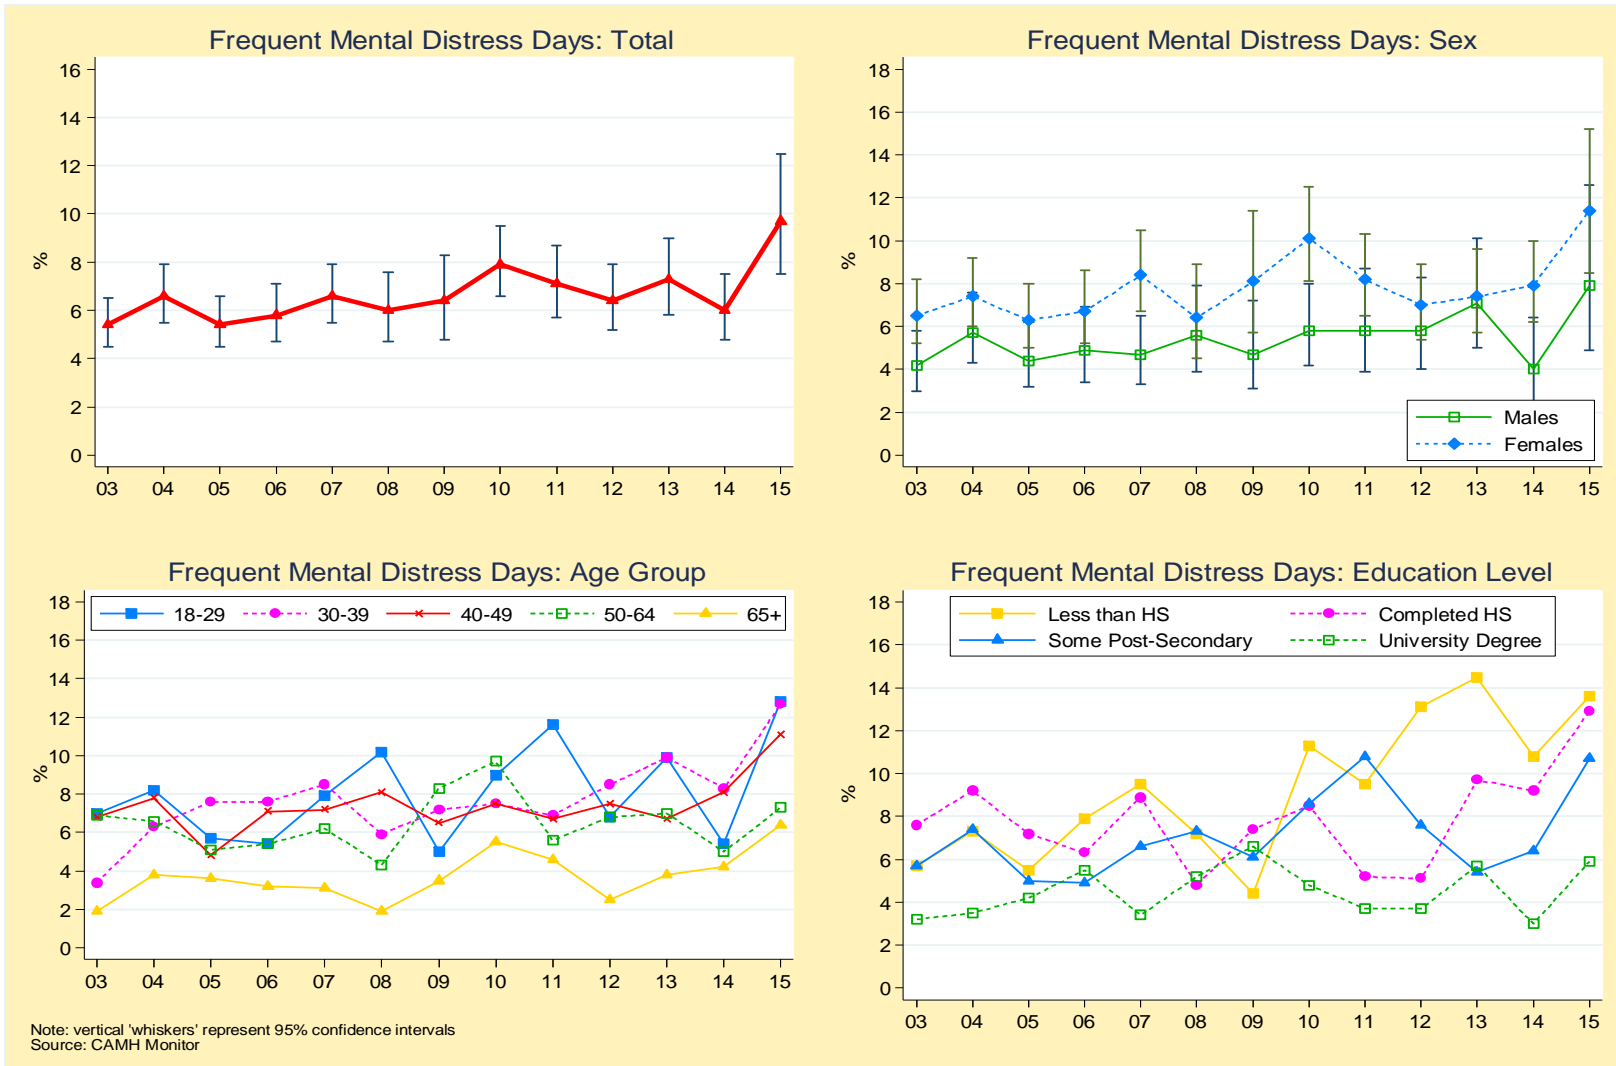 Frequent Mental Distress Days: Total
16
14
12
10
8
6
4
2
0
%
03 04 05 06 07 08 09 10 11 12 13 14 15
Frequent Mental Distress Days: Sex
18
16
14
12
10
8
6
4
2
0
%
Males
Females
03 04 05 06 07 08 09 10 11 12 13 14 15
Frequent Mental Distress Days: Age Group
18-29 30-39 40-49 50-64 65+
18
16
14
12
10
8
6
4
2
0
%
03 04 05 06 07 08 09 10 11 12 13 14 15
Frequent Mental Distress Days: Education Level
Less than HS Completed HS
Some Post-Secondary University Degree
18
16
14
12
10
8
6
4
2
0
%
03 04 05 06 07 08 09 10 11 12 13 14 15
Note: vertical 'whiskers' represent 95% confidence intervals
Source: CAMH Monitor